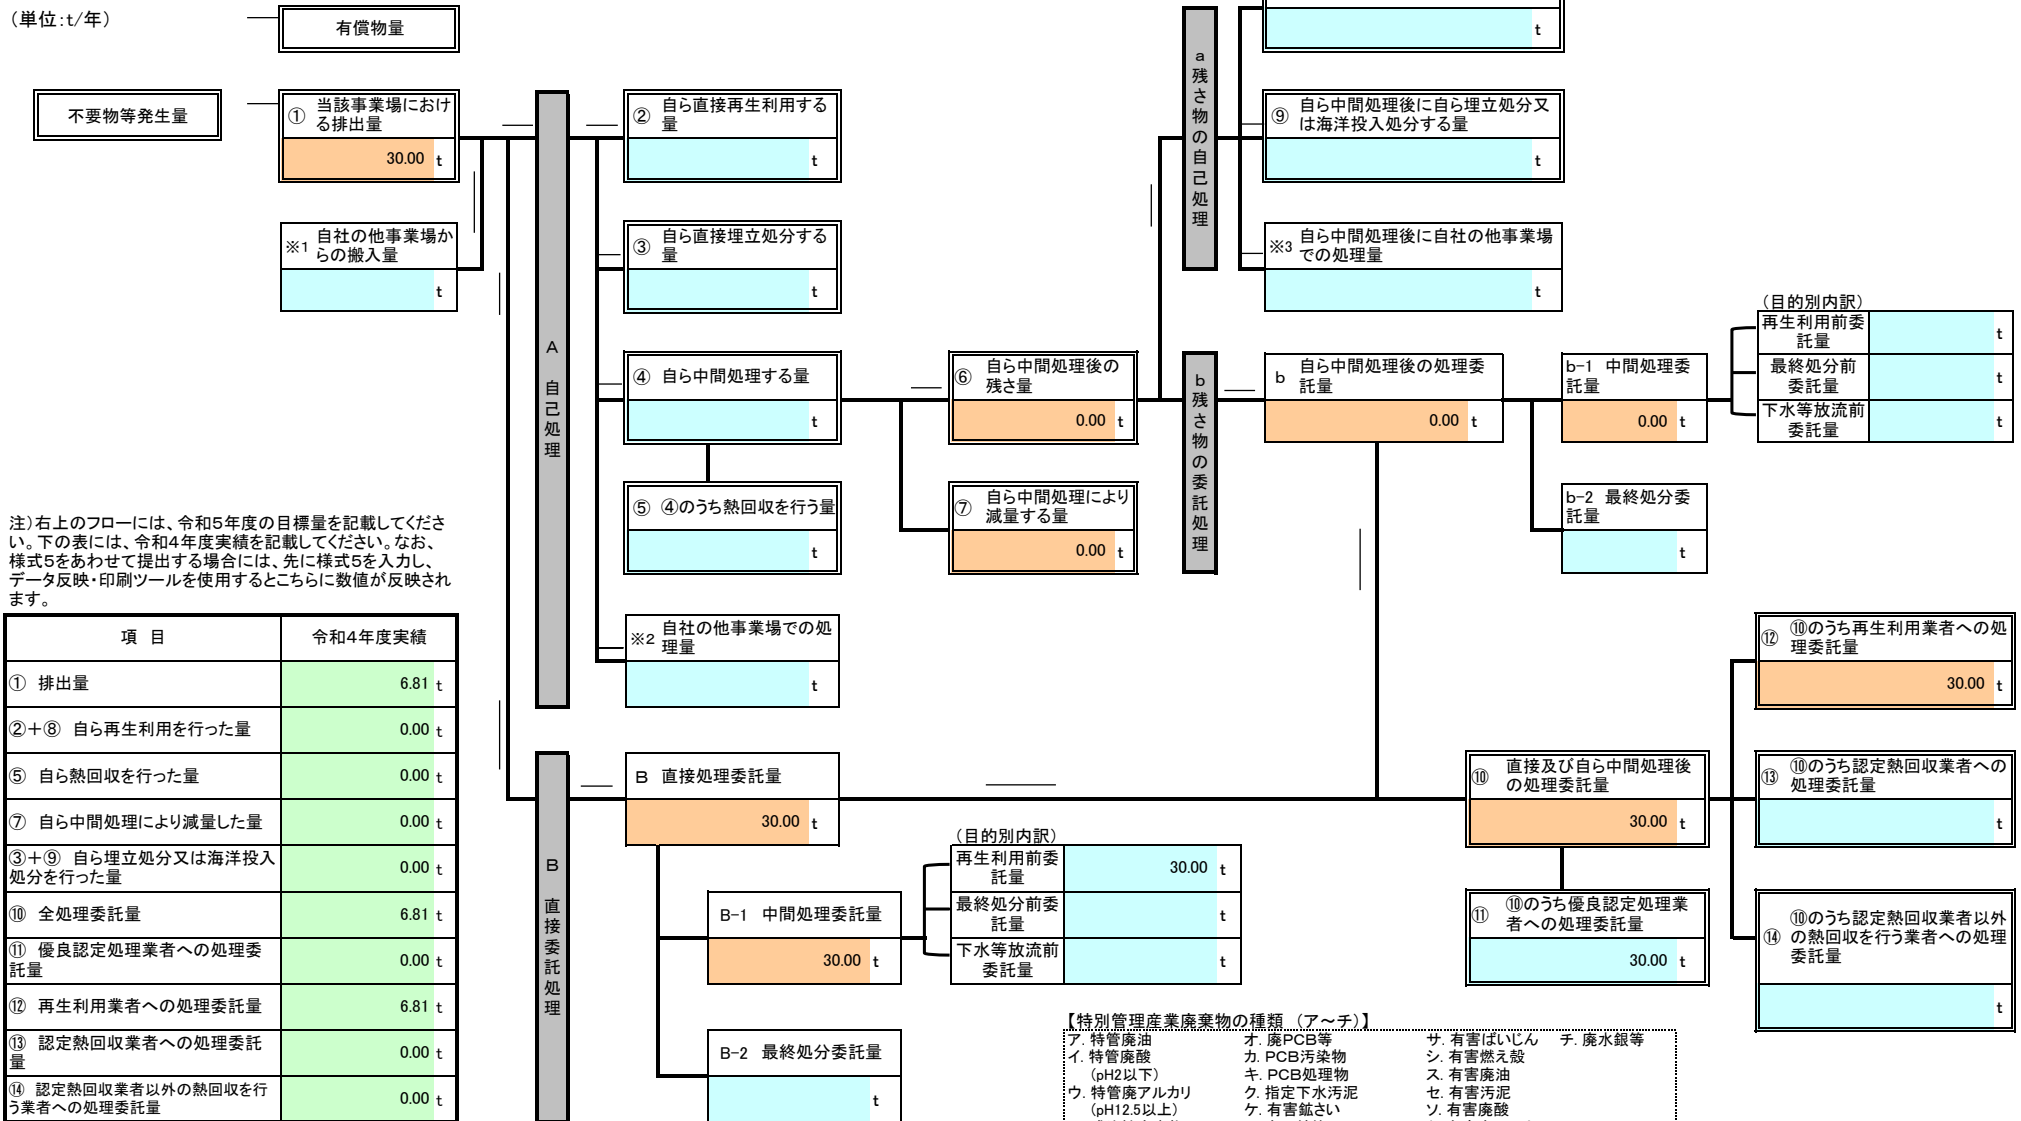 （単位:t/年）
有償物量
t
不要物等発生量
① 当該事業場におけ
る排出量
30.00 t
※1 自社の他事業場か
らの搬入量
t
A 自己処理
② 自ら直接再生利用する
量
t
③ 自ら直接埋立処分する
量
t
④ 自ら中間処理する量
t
⑤ ④のうち熱回収を行う量
t
※2 自社の他事業場での処
理量
t
⑥ 自ら中間処理後の
残さ量
0.00 t
⑦ 自ら中間処理により
減量する量
0.00 t
a残さ物の自己処理
⑨ 自ら中間処理後に自ら埋立処分又
は海洋投入処分する量
t
※3 自ら中間処理後に自社の他事業場
での処理量
t
b残さ物の委託処理
b 自ら中間処理後の処理委
託量
0.00 t
b-1 中間処理委
託量
0.00 t
（目的別内訳）
再生利用前委
託量
t
最終処分前
委託量
t
下水等放流前
委託量
t
b-2 最終処分委
託量
t
注)右上のフローには、令和5年度の目標量を記載してくださ
い。下の表には、令和4年度実績を記載してください。なお、
様式5をあわせて提出する場合には、先に様式5を入力し、
データ反映・印刷ツールを使用するとこちらに数値が反映され
ます。
項 目 令和4年度実績
① 排出量 6.81 t
②＋⑧ 自ら再生利用を行った量 0.00 t
⑤ 自ら熱回収を行った量 0.00 t
⑦ 自ら中間処理により減量した量 0.00 t
③＋⑨ 自ら埋立処分又は海洋投入
処分を行った量 0.00 t
⑩ 全処理委託量 6.81 t
⑪ 優良認定処理業者への処理委
託量 0.00 t
⑫ 再生利用業者への処理委託量 6.81 t
⑬ 認定熱回収業者への処理委託
量 0.00 t
⑭ 認定熱回収業者以外の熱回収を行
う業者への処理委託量 0.00 t
B 直接委託処理
B 直接処理委託量
30.00 t
B-1 中間処理委託量
30.00 t
（目的別内訳）
再生利用前委
託量 30.00 t
最終処分前委
託量 t
下水等放流前
委託量 t
B-2 最終処分委託量
t
⑩ 直接及び自ら中間処理後
の処理委託量
30.00 t
⑪ ⑩のうち優良認定処理業
者への処理委託量
30.00 t
⑫ ⑩のうち再生利用業者への処
理委託量
30.00 t
⑬ ⑩のうち認定熱回収業者への
処理委託量
t
⑭ ⑩のうち認定熱回収業者以外
の熱回収を行う業者への処理
委託量
t
【特別管理産業廃棄物の種類 （ア～チ）】
ア. 特管廃油 オ. 廃PCB等 サ. 有害ばいじん チ. 廃水銀等
イ. 特管廃酸 カ. PCB汚染物 シ. 有害燃え殻
(pH2以下) キ. PCB処理物 ス. 有害廃油
ウ. 特管廃アルカリ ク. 指定下水汚泥 セ. 有害汚泥
(pH12.5以上) ケ. 有害鉱さい ソ. 有害廃酸